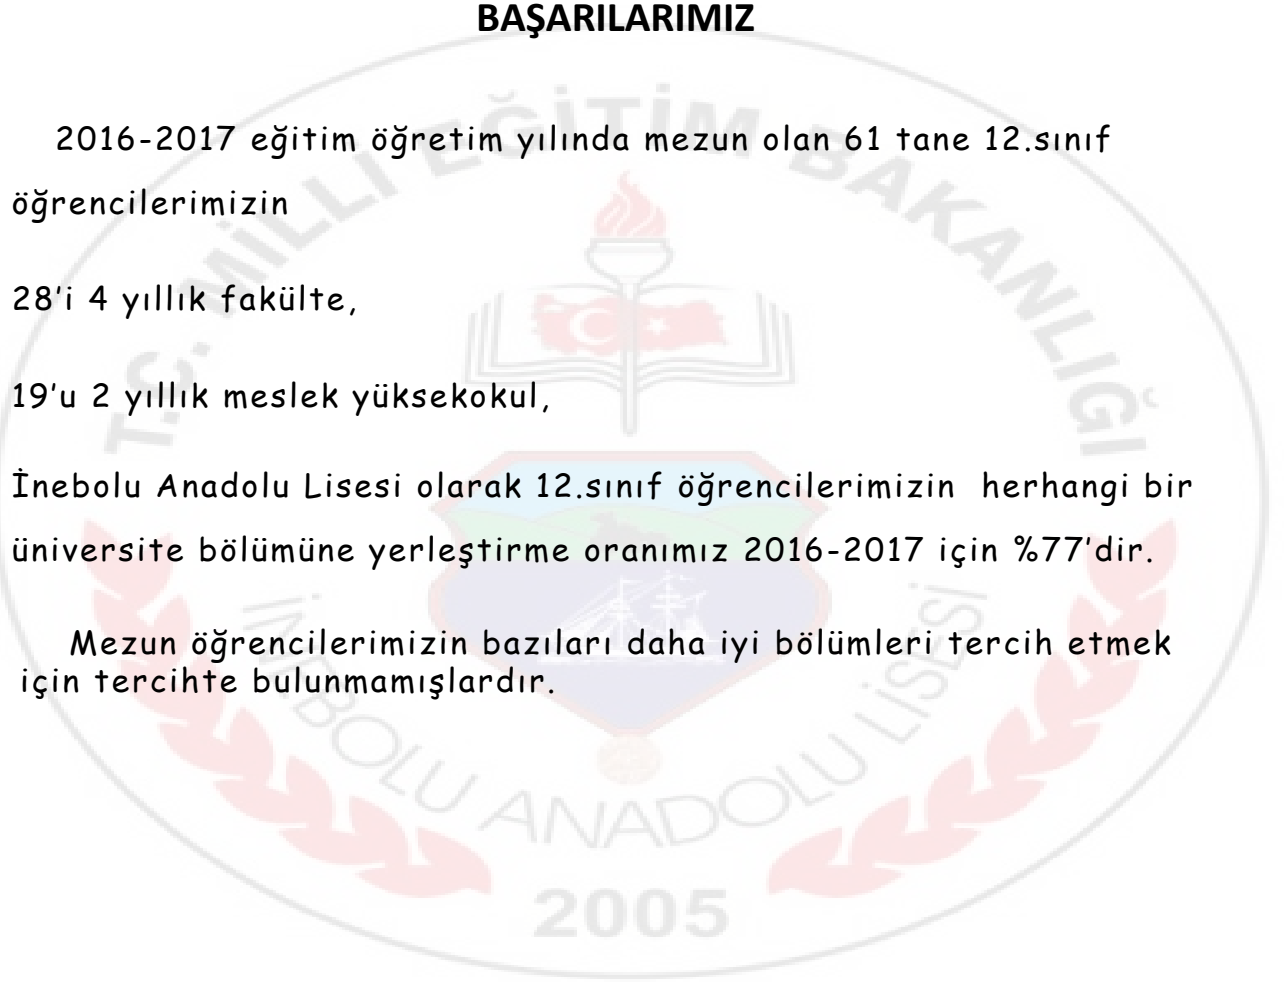 BAŞARILARIMIZ
2016-2017 eğitim öğretim yılında mezun olan 61 tane 12.sınıf
öğrencilerimizin
28'i 4 yıllık fakülte,
19'u 2 yıllık meslek yüksekokul,
İnebolu Anadolu Lisesi olarak 12.sınıf öğrencilerimizin herhangi bir
üniversite bölümüne yerleştirme oranımız 2016-2017 için %77'dir.
Mezun öğrencilerimizin bazıları daha iyi bölümleri tercih etmek
için tercihte bulunmamışlardır.
T.C. MİLLİ EĞİTİM BAKANLIĞI
İNEBOLU ANADOLU LİSESİ
2005